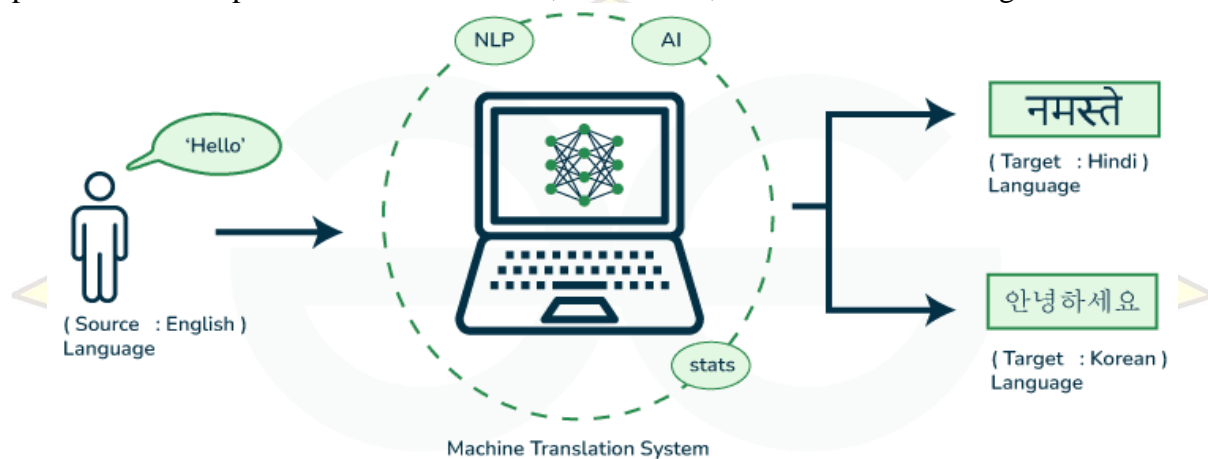 NLP
AI
'Hello'
नमस्ते
( Target : Hindi )
Language
( Source : English )
Language
안녕하세요
stats
( Target : Korean )
Language
Machine Translation System